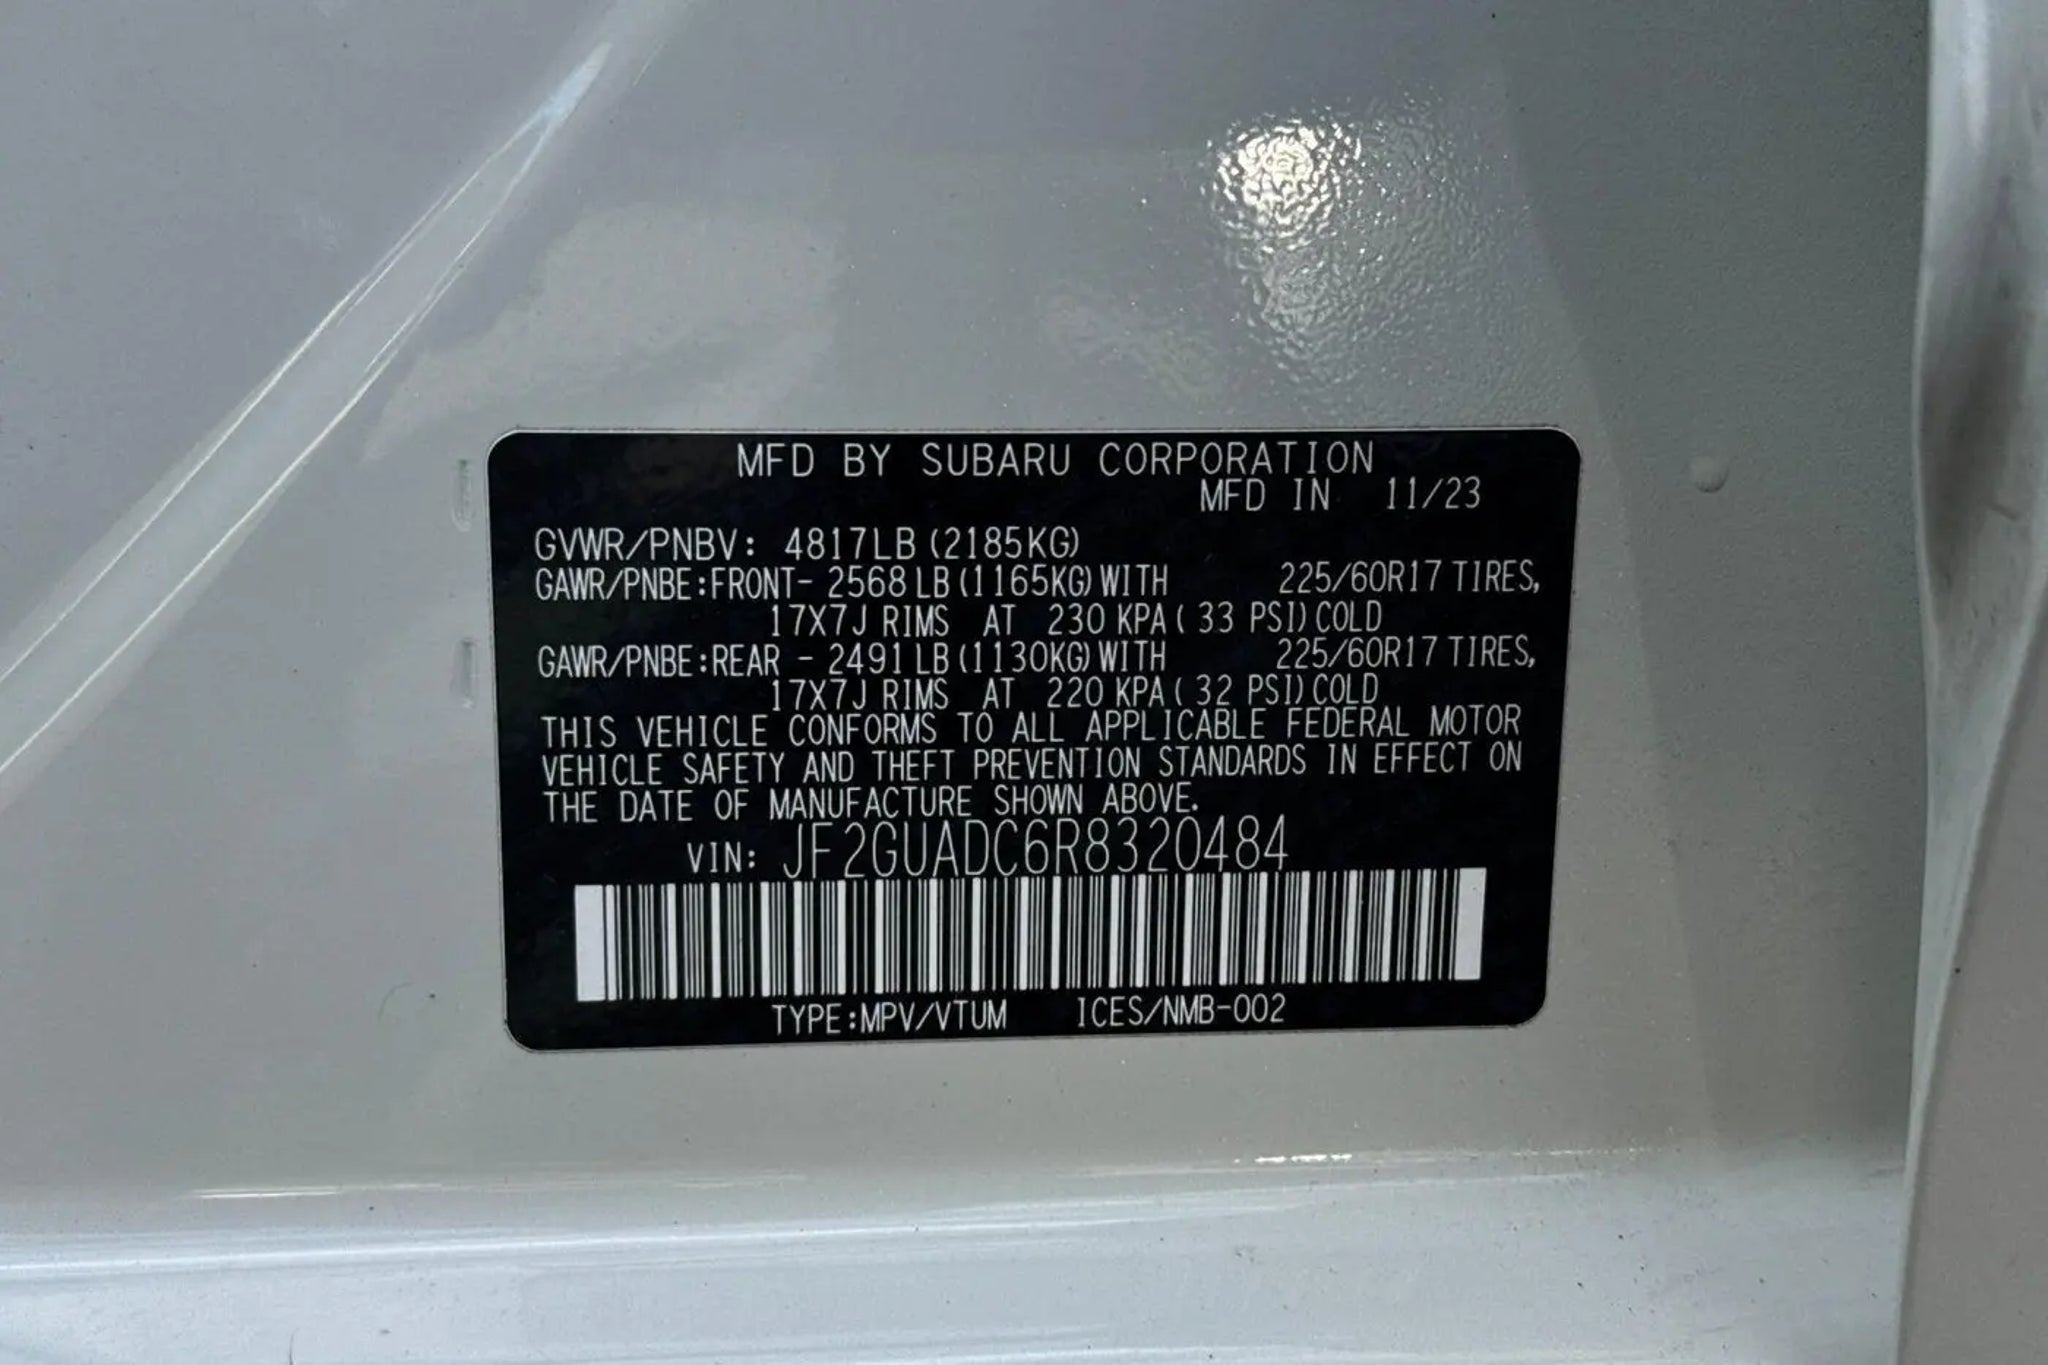 MFD BY SUBARU CORPORATION
MFD IN 11/23
GVWR/PNBV: 4817LB (2185KG)
GAWR/PNBE:FRONT- 2568 LB (1165KG) WITH 225/60R17 TIRES,
17X7J RIMS AT 230 KPA ( 33 PSI) COLD
GAWR/PNBE:REAR - 2491 LB (1130KG) WITH 225/60R17 TIRES,
17X7J RIMS AT 220 KPA ( 32 PSI) COLD
THIS VEHICLE CONFORMS TO ALL APPLICABLE FEDERAL MOTOR
VEHICLE SAFETY AND THEFT PREVENTION STANDARDS IN EFFECT ON
THE DATE OF MANUFACTURE SHOWN ABOVE.
VIN: JF2GUADC6R8320484
TYPE:MPV/VTUM ICES/NMB-002